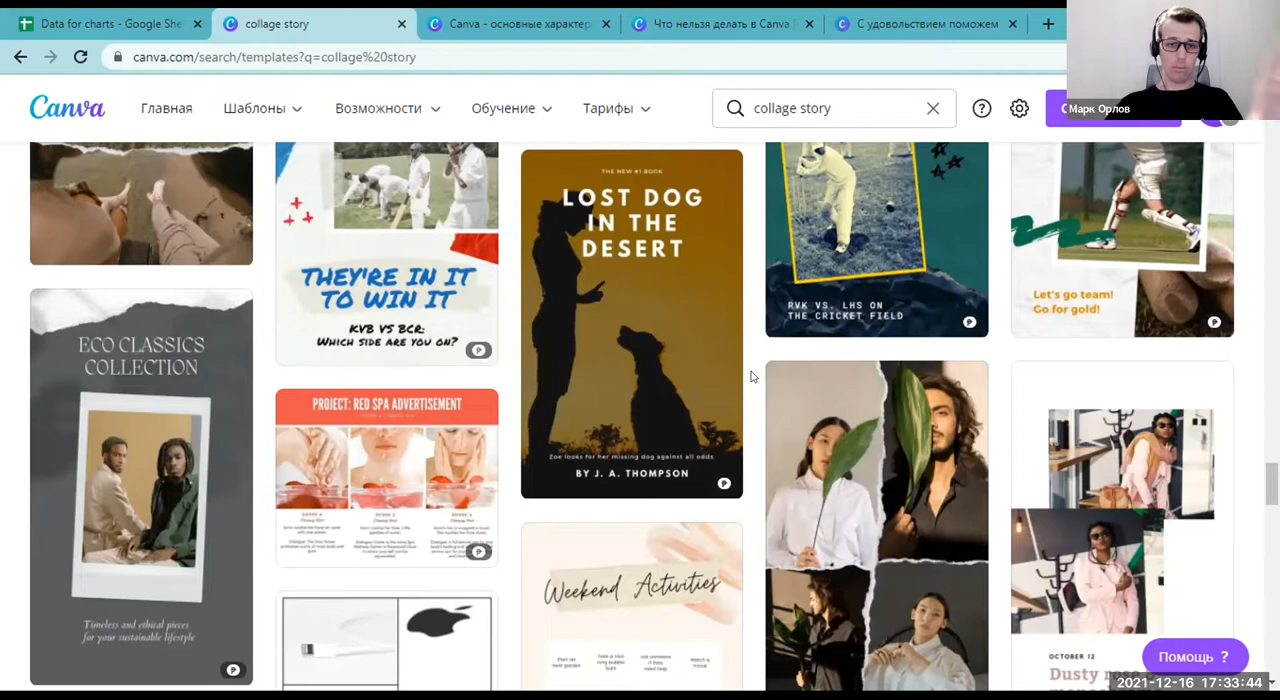 Data for charts - Google She
collage story
Canva - основные характер
Что нельзя делать в Canva
С удовольствием поможем
canva.com/search/templates?q=collage%20story
Canva
Главная
Шаблоны
Возможности
Обучение
Тарифы
collage story
Марк Орлов
ECO CLASSICS
COLLECTION
Timeless and ethical pieces
for your sustainable lifestyle
THEY'RE IN IT
TO WIN IT
KVB VS BCR:
WHICH SIDE ARE YOU ON?
PROJECT: RED SPA ADVERTISEMENT
THE NEW #1 BOOK
LOST DOG
IN THE
DESERT
Zoe looks for her missing dog against all odds
BY J. A. THOMPSON
Weekend Activities
RVK VS. LHS ON
THE CRICKET FIELD
Let's go team!
Go for gold!
OCTOBER 12
Dusty
Помощь ?
2021-12-16 17:33:44